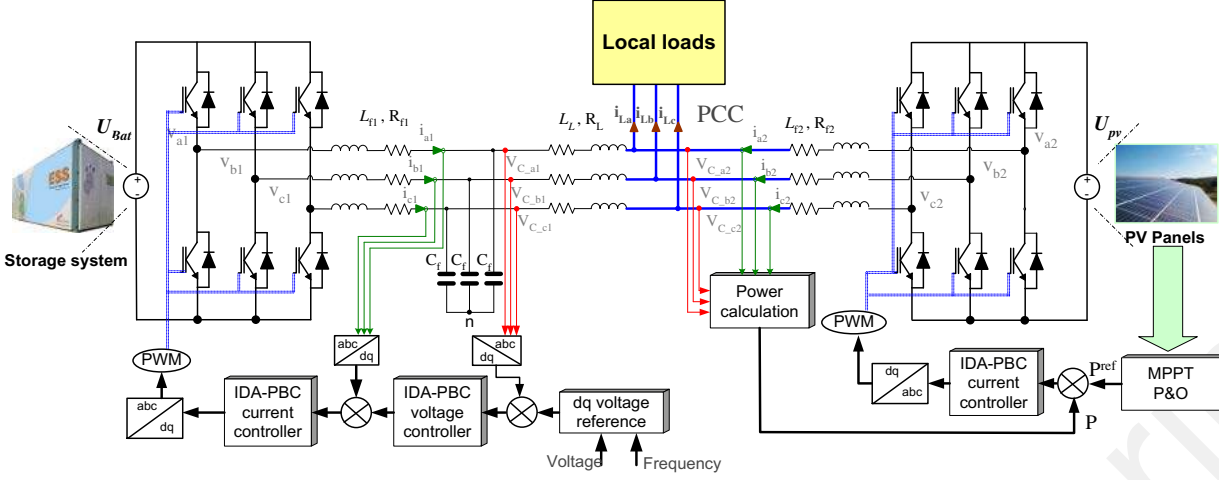 Local loads
i_La
i_Lb
i_Lc
PCC
U_Bat
U_pv
L_f1 , R_f1
L_L , R_L
L_f2 , R_f2
v_a1
v_b1
v_c1
i_a1
i_b1
i_c1
V_C_a1
V_C_b1
V_C_c1
V_C_a2
V_C_b2
V_C_c2
i_a2
i_b2
i_c2
v_a2
v_b2
v_c2
ESS
Storage system
PV Panels
C_f
C_f
C_f
n
Power
calculation
PWM
PWM
abc
dq
abc
dq
abc
dq
dq
abc
IDA-PBC
current
controller
IDA-PBC
voltage
controller
dq voltage
reference
IDA-PBC
current
controller
P^ref
P
MPPT
P&O
Voltage
Frequency